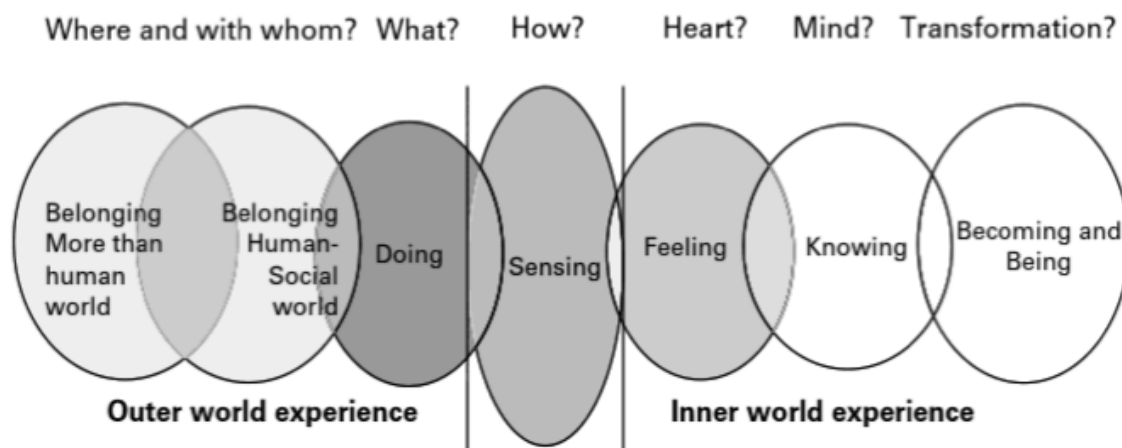 Where and with whom? What? How? Heart? Mind? Transformation?
Belonging
More than
human
world
Belonging
Human-
Social
world
Doing
Sensing
Feeling
Knowing
Becoming and
Being
Outer world experience
Inner world experience